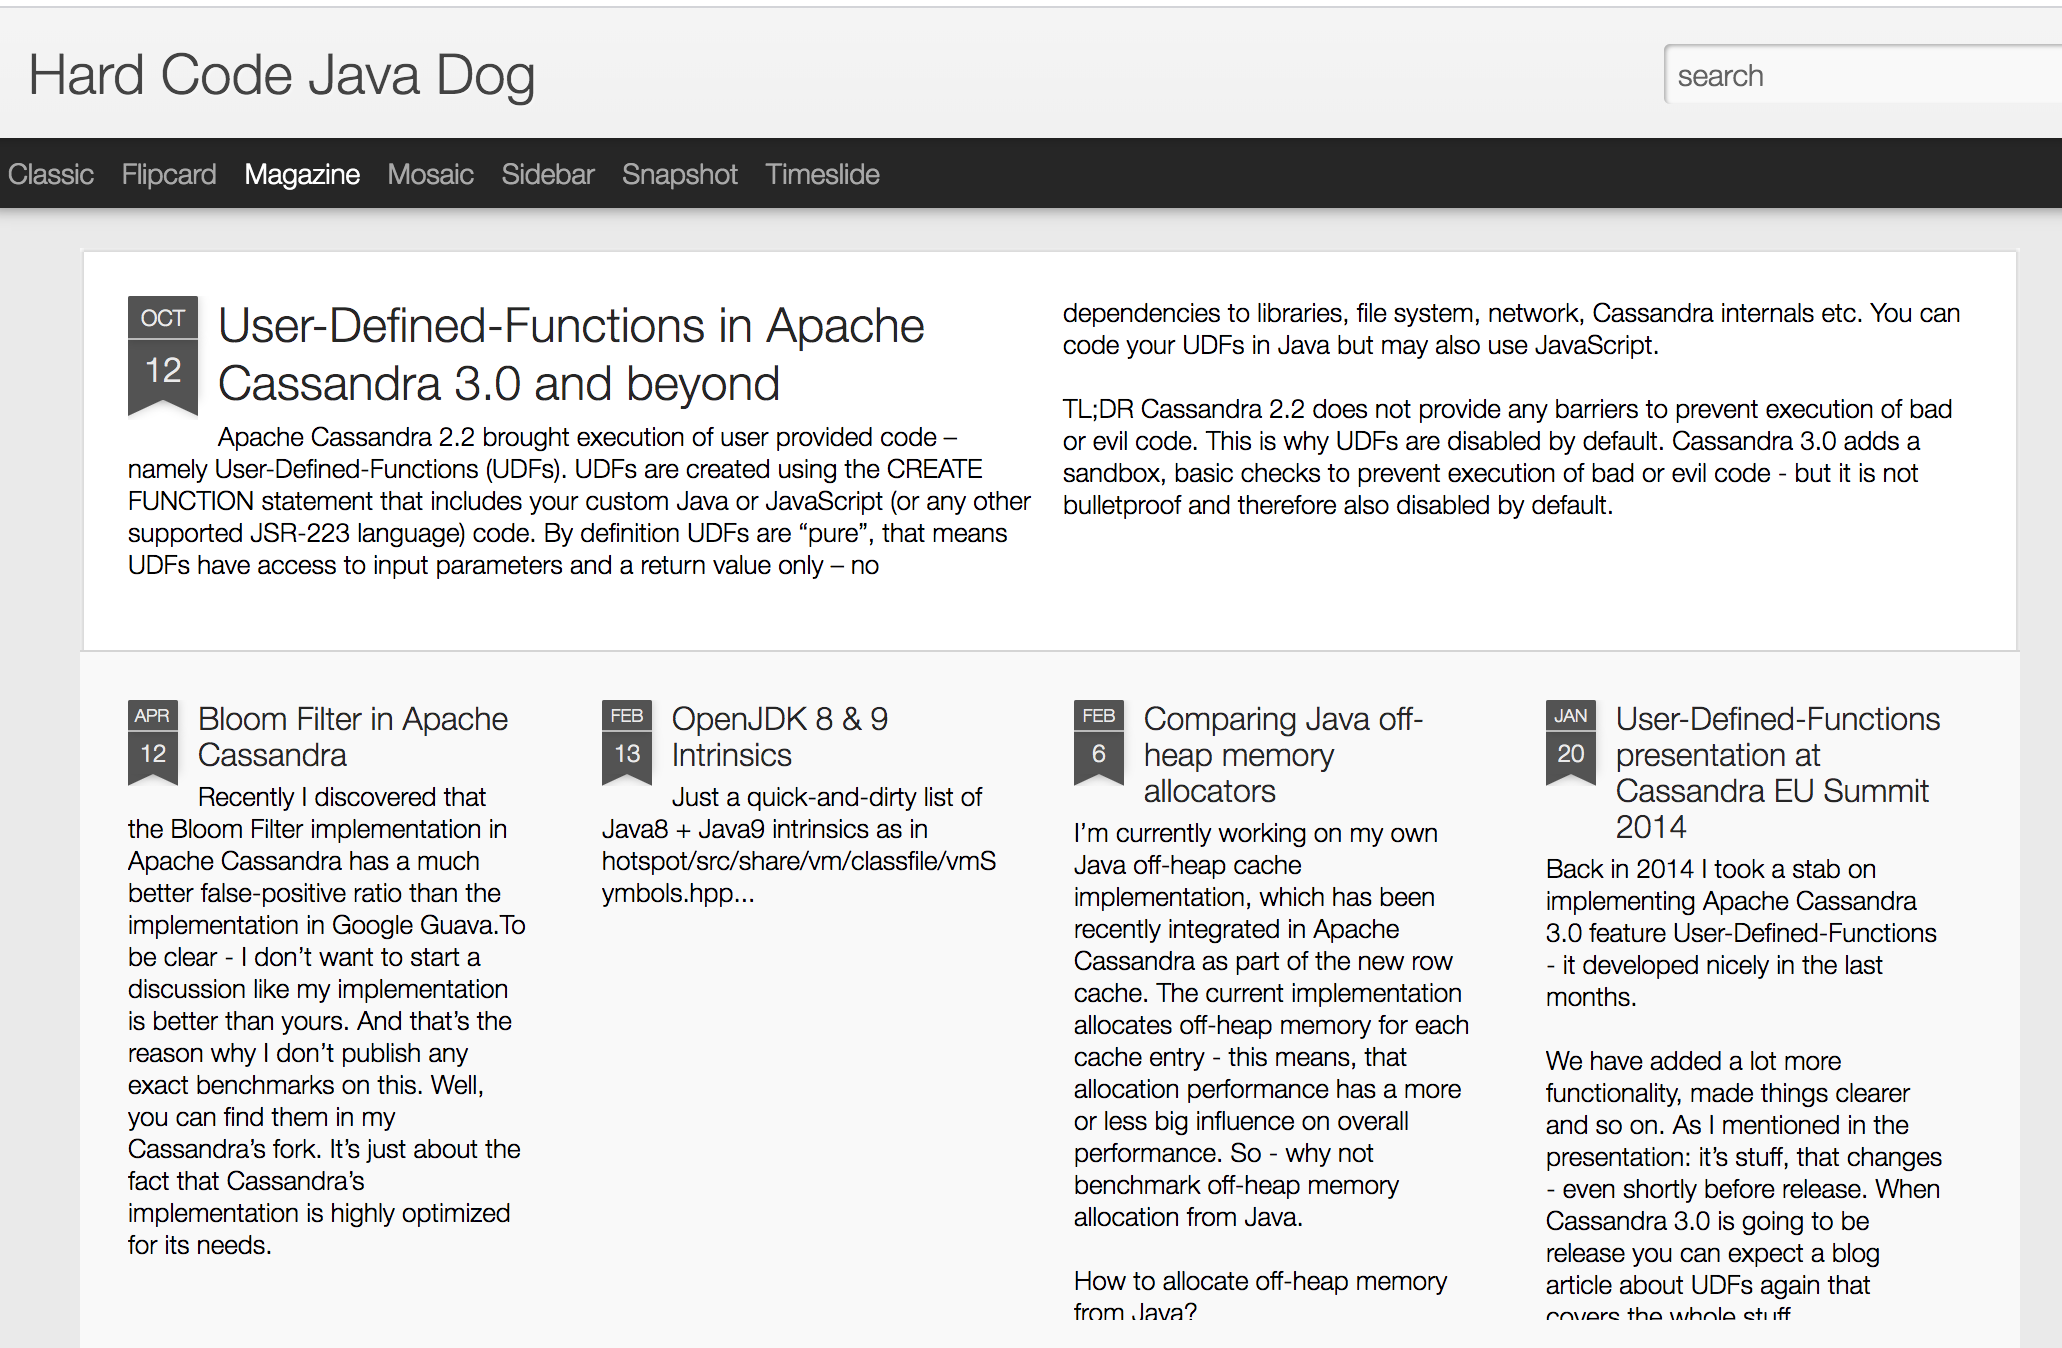 Hard Code Java Dog
search
Classic Flipcard Magazine Mosaic Sidebar Snapshot Timeslide
OCT
12
User-Defined-Functions in Apache
Cassandra 3.0 and beyond
Apache Cassandra 2.2 brought execution of user provided code –
namely User-Defined-Functions (UDFs). UDFs are created using the CREATE
FUNCTION statement that includes your custom Java or JavaScript (or any other
supported JSR-223 language) code. By definition UDFs are “pure”, that means
UDFs have access to input parameters and a return value only – no
dependencies to libraries, file system, network, Cassandra internals etc. You can
code your UDFs in Java but may also use JavaScript.
TL;DR Cassandra 2.2 does not provide any barriers to prevent execution of bad
or evil code. This is why UDFs are disabled by default. Cassandra 3.0 adds a
sandbox, basic checks to prevent execution of bad or evil code - but it is not
bulletproof and therefore also disabled by default.
APR
12
Bloom Filter in Apache
Cassandra
Recently I discovered that
the Bloom Filter implementation in
Apache Cassandra has a much
better false-positive ratio than the
implementation in Google Guava.To
be clear - I don’t want to start a
discussion like my implementation
is better than yours. And that’s the
reason why I don’t publish any
exact benchmarks on this. Well,
you can find them in my
Cassandra’s fork. It’s just about the
fact that Cassandra’s
implementation is highly optimized
for its needs.
FEB
13
OpenJDK 8 & 9
Intrinsics
Just a quick-and-dirty list of
Java8 + Java9 intrinsics as in
hotspot/src/share/vm/classfile/vmS
ymbols.hpp...
FEB
6
Comparing Java off-
heap memory
allocators
I’m currently working on my own
Java off-heap cache
implementation, which has been
recently integrated in Apache
Cassandra as part of the new row
cache. The current implementation
allocates off-heap memory for each
cache entry - this means, that
allocation performance has a more
or less big influence on overall
performance. So - why not
benchmark off-heap memory
allocation from Java.
How to allocate off-heap memory
from Java?
JAN
20
User-Defined-Functions
presentation at
Cassandra EU Summit
2014
Back in 2014 I took a stab on
implementing Apache Cassandra
3.0 feature User-Defined-Functions
- it developed nicely in the last
months.
We have added a lot more
functionality, made things clearer
and so on. As I mentioned in the
presentation: it’s stuff, that changes
- even shortly before release. When
Cassandra 3.0 is going to be
release you can expect a blog
article about UDFs again that
covers the whole stuff